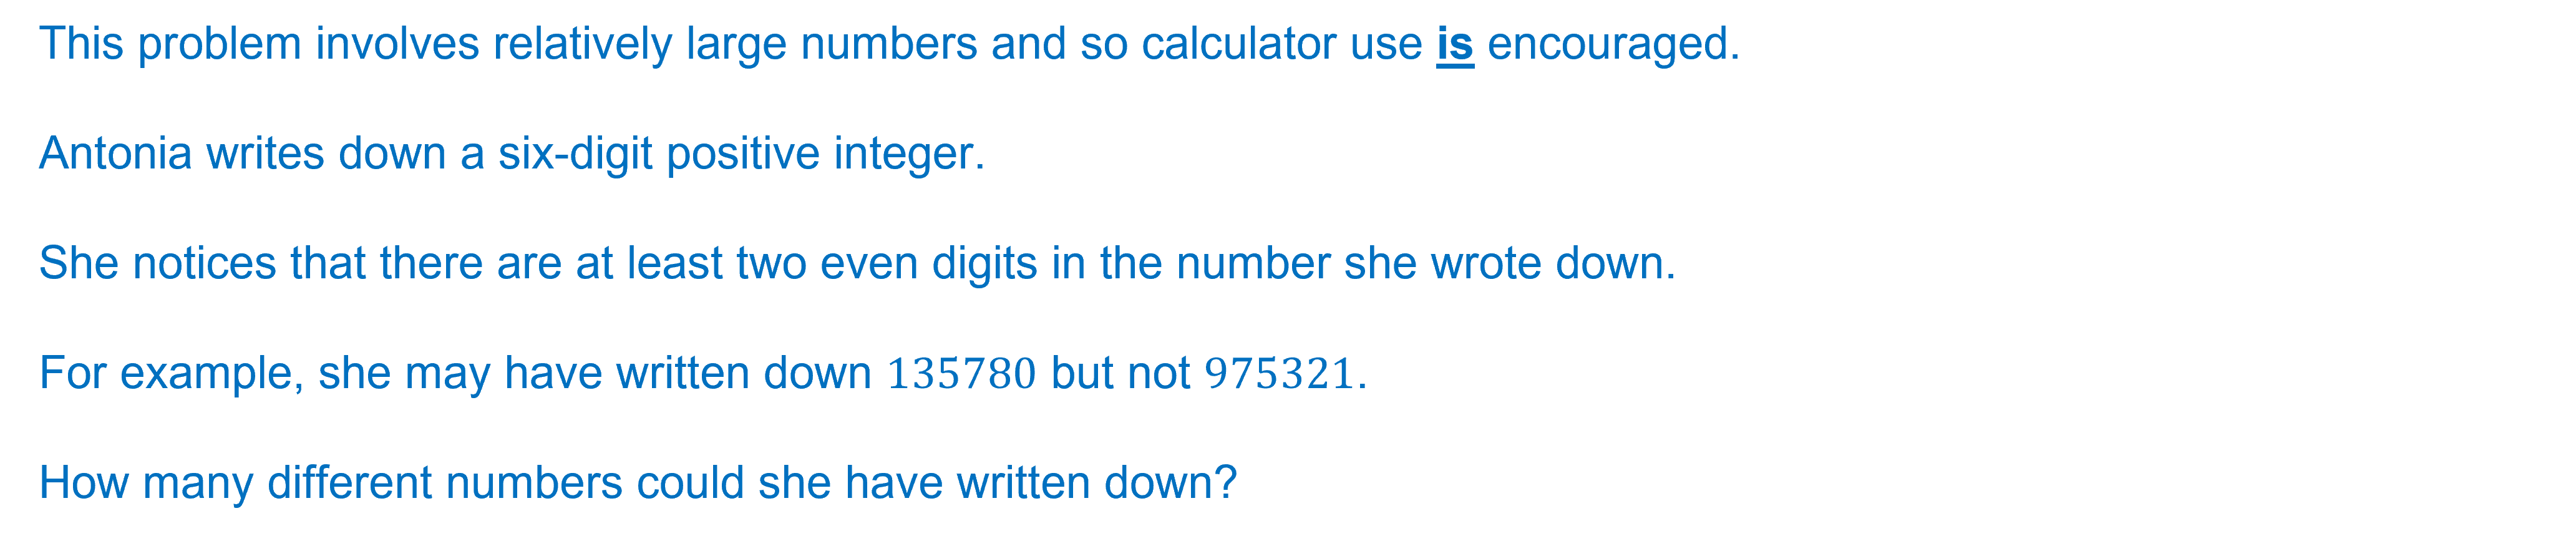 This problem involves relatively large numbers and so calculator use is encouraged.
Antonia writes down a six-digit positive integer.
She notices that there are at least two even digits in the number she wrote down.
For example, she may have written down 135780 but not 975321.
How many different numbers could she have written down?